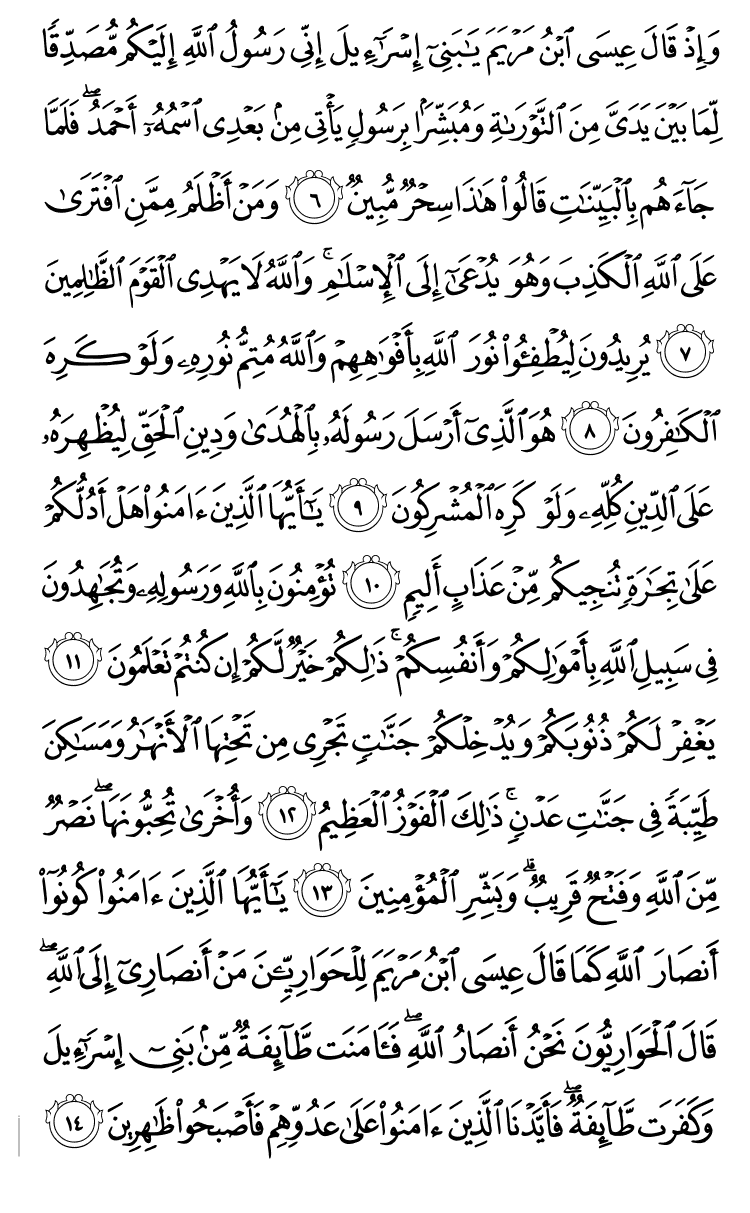 وَإِذْ قَالَ عِيسَى ٱبْنُ مَرْيَمَ يَـٰبَنِىٓ إِسْرَٰٓءِيلَ إِنِّى رَسُولُ ٱللَّهِ إِلَيْكُم مُّصَدِّقًا
لِّمَا بَيْنَ يَدَىَّ مِنَ ٱلتَّوْرَىٰةِ وَمُبَشِّرًۢا بِرَسُولٍ يَأْتِى مِنۢ بَعْدِى ٱسْمُهُۥٓ أَحْمَدُ ۖ فَلَمَّا
جَآءَهُم بِٱلْبَيِّنَـٰتِ قَالُوا۟ هَـٰذَا سِحْرٌ مُّبِينٌ ٦ وَمَنْ أَظْلَمُ مِمَّنِ ٱفْتَرَىٰ
عَلَى ٱللَّهِ ٱلْكَذِبَ وَهُوَ يُدْعَىٰٓ إِلَى ٱلْإِسْلَـٰمِ ۚ وَٱللَّهُ لَا يَهْدِى ٱلْقَوْمَ ٱلظَّـٰلِمِينَ
٧ يُرِيدُونَ لِيُطْفِـُٔوا۟ نُورَ ٱللَّهِ بِأَفْوَٰهِهِمْ وَٱللَّهُ مُتِمُّ نُورِهِۦ وَلَوْ كَرِهَ
ٱلْكَـٰفِرُونَ ٨ هُوَ ٱلَّذِىٓ أَرْسَلَ رَسُولَهُۥ بِٱلْهُدَىٰ وَدِينِ ٱلْحَقِّ لِيُظْهِرَهُۥ
عَلَى ٱلدِّينِ كُلِّهِۦ وَلَوْ كَرِهَ ٱلْمُشْرِكُونَ ٩ يَـٰٓأَيُّهَا ٱلَّذِينَ ءَامَنُوا۟ هَلْ أَدُلُّكُمْ
عَلَىٰ تِجَـٰرَةٍ تُنجِيكُم مِّنْ عَذَابٍ أَلِيمٍ ١٠ تُؤْمِنُونَ بِٱللَّهِ وَرَسُولِهِۦ وَتُجَـٰهِدُونَ
فِى سَبِيلِ ٱللَّهِ بِأَمْوَٰلِكُمْ وَأَنفُسِكُمْ ۚ ذَٰلِكُمْ خَيْرٌ لَّكُمْ إِن كُنتُمْ تَعْلَمُونَ ١١
يَغْفِرْ لَكُمْ ذُنُوبَكُمْ وَيُدْخِلْكُمْ جَنَّـٰتٍ تَجْرِى مِن تَحْتِهَا ٱلْأَنْهَـٰرُ وَمَسَـٰكِنَ
طَيِّبَةً فِى جَنَّـٰتِ عَدْنٍ ۚ ذَٰلِكَ ٱلْفَوْزُ ٱلْعَظِيمُ ١٢ وَأُخْرَىٰ تُحِبُّونَهَا ۖ نَصْرٌ
مِّنَ ٱللَّهِ وَفَتْحٌ قَرِيبٌ ۗ وَبَشِّرِ ٱلْمُؤْمِنِينَ ١٣ يَـٰٓأَيُّهَا ٱلَّذِينَ ءَامَنُوا۟ كُونُوٓا۟
أَنصَارَ ٱللَّهِ كَمَا قَالَ عِيسَى ٱبْنُ مَرْيَمَ لِلْحَوَارِيِّـۧنَ مَنْ أَنصَارِىٓ إِلَى ٱللَّهِ ۖ
قَالَ ٱلْحَوَارِيُّونَ نَحْنُ أَنصَارُ ٱللَّهِ ۖ فَـَٔامَنَت طَّآئِفَةٌ مِّنۢ بَنِىٓ إِسْرَٰٓءِيلَ
وَكَفَرَت طَّآئِفَةٌ ۖ فَأَيَّدْنَا ٱلَّذِينَ ءَامَنُوا۟ عَلَىٰ عَدُوِّهِمْ فَأَصْبَحُوا۟ ظَـٰهِرِينَ ١٤